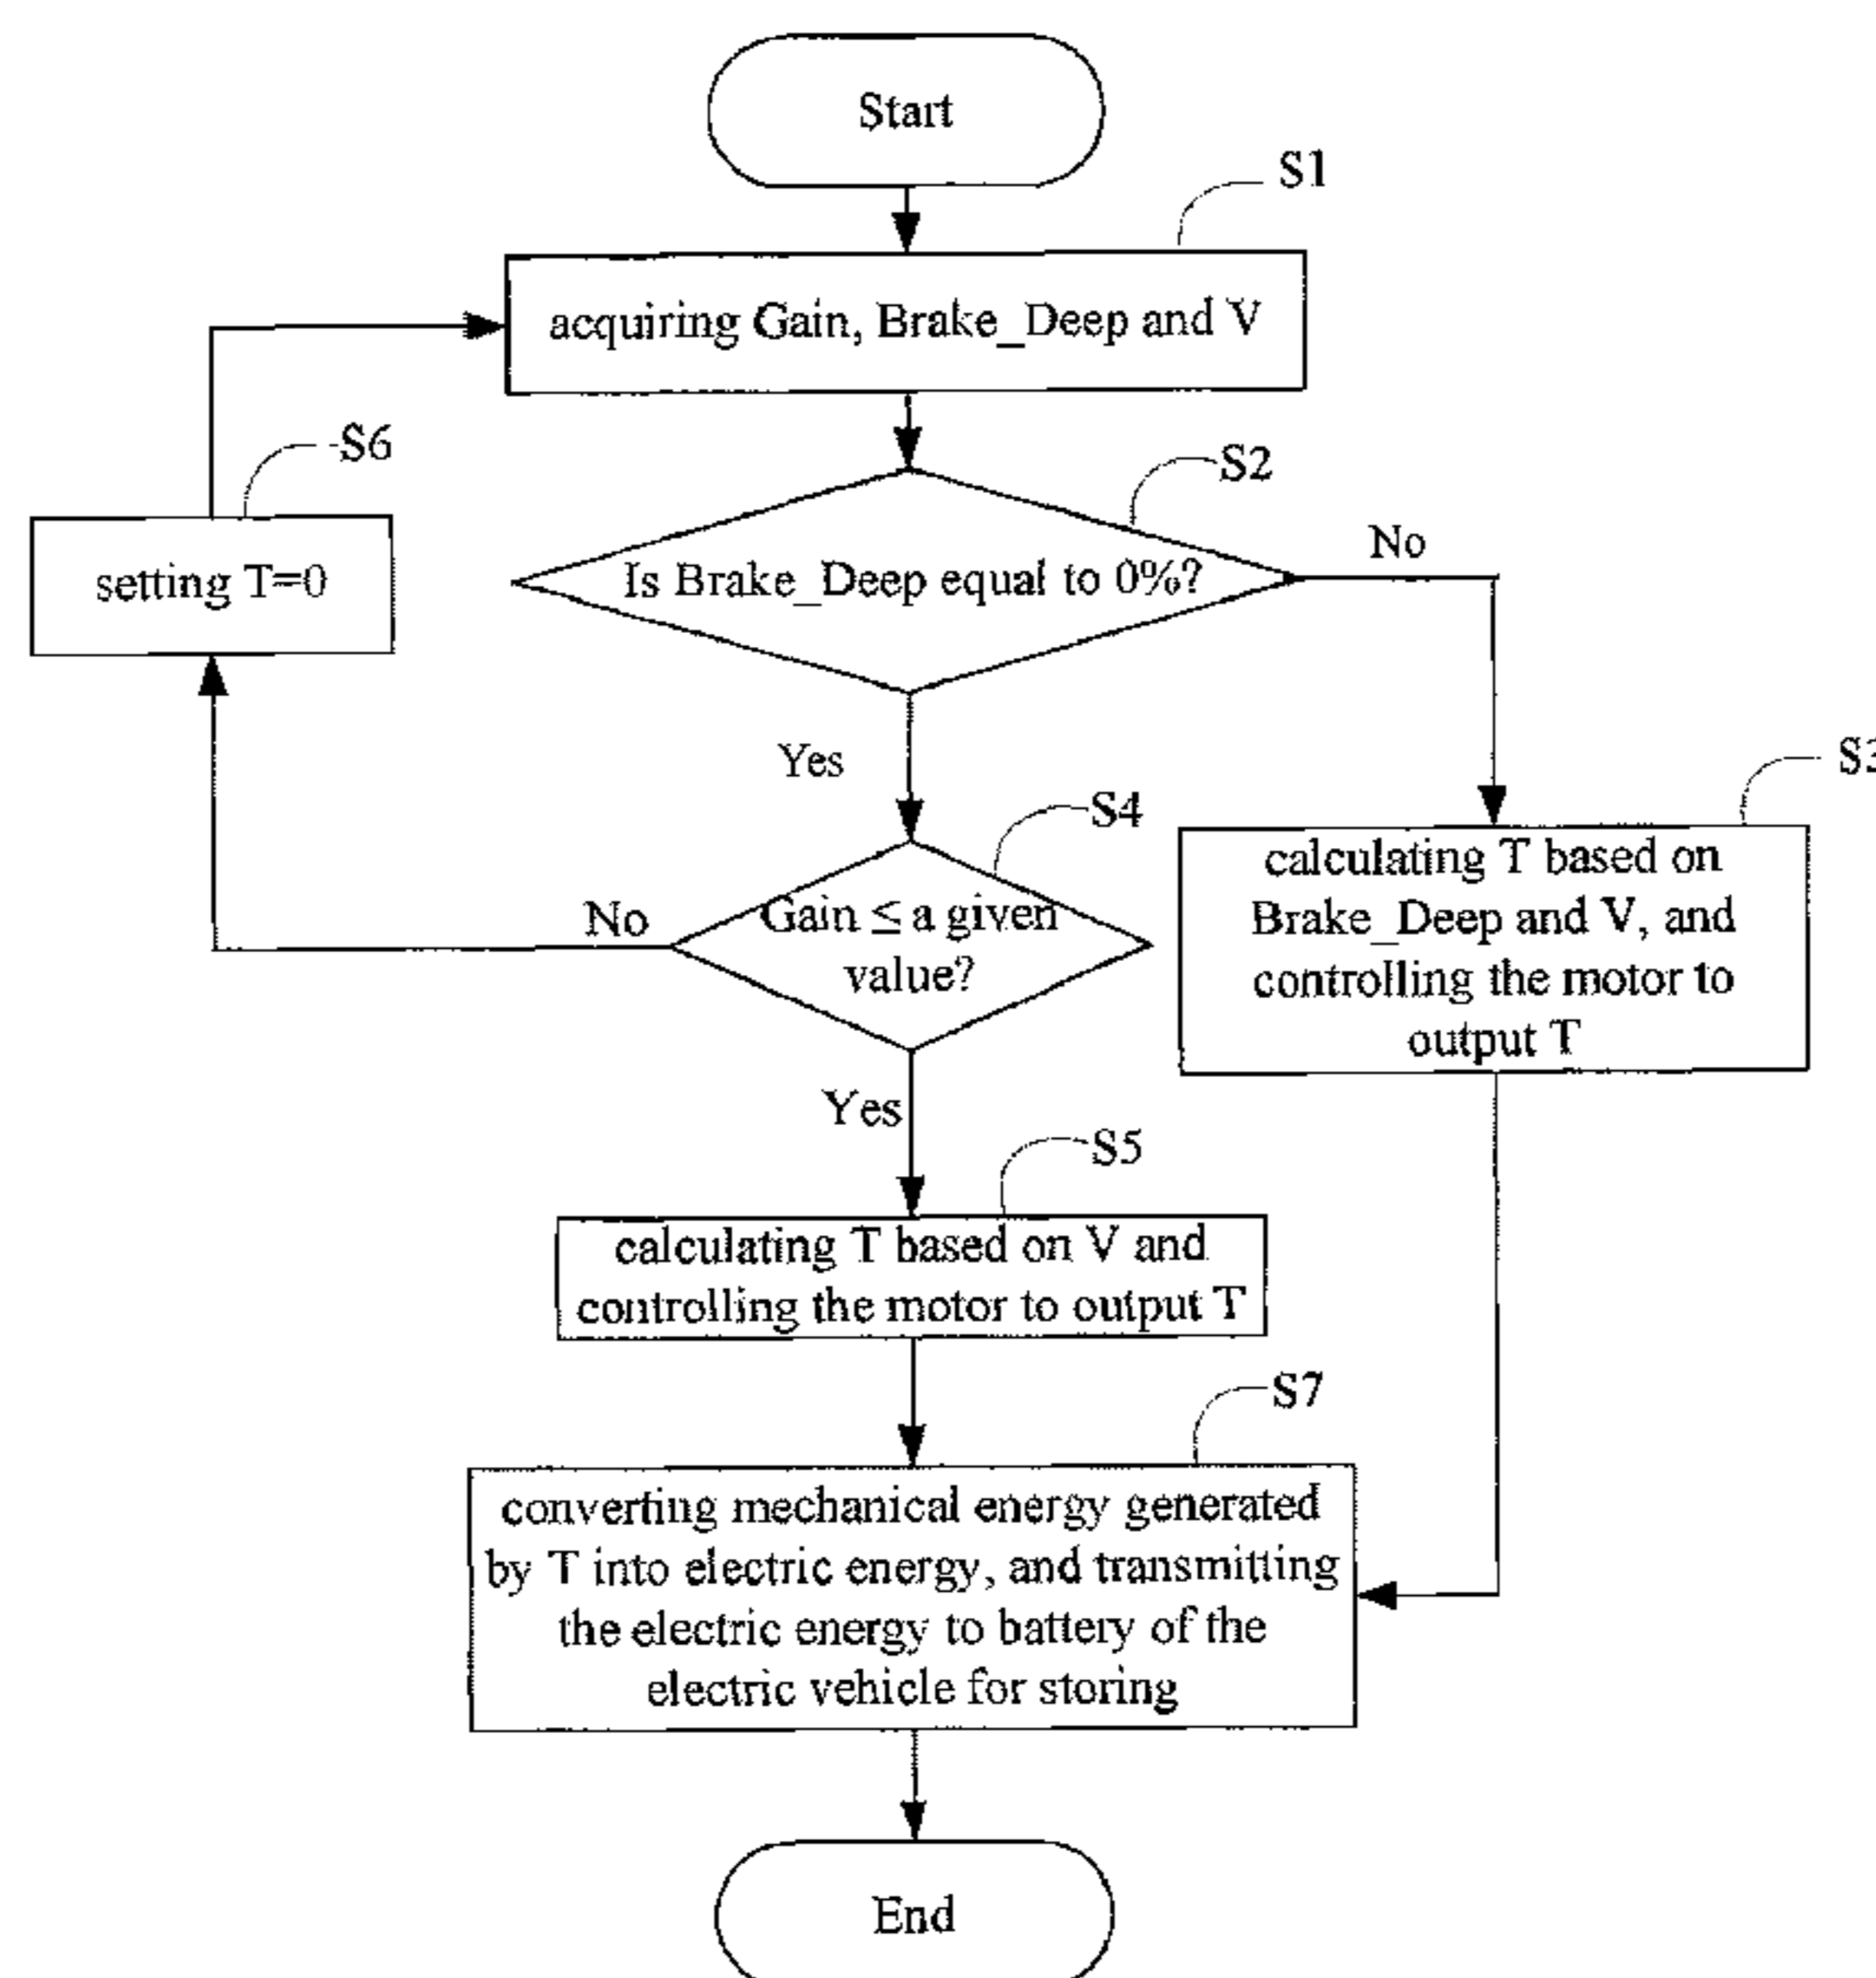 Start
S1
acquiring Gain, Brake_Deep and V
S6
setting T=0
S2
Is Brake_Deep equal to 0%?
No
Yes
S3
S4
Gain ≤ a given
value?
No
calculating T based on
Brake_Deep and V, and
controlling the motor to
output T
Yes
S5
calculating T based on V and
controlling the motor to output T
S7
converting mechanical energy generated
by T into electric energy, and transmitting
the electric energy to battery of the
electric vehicle for storing
End